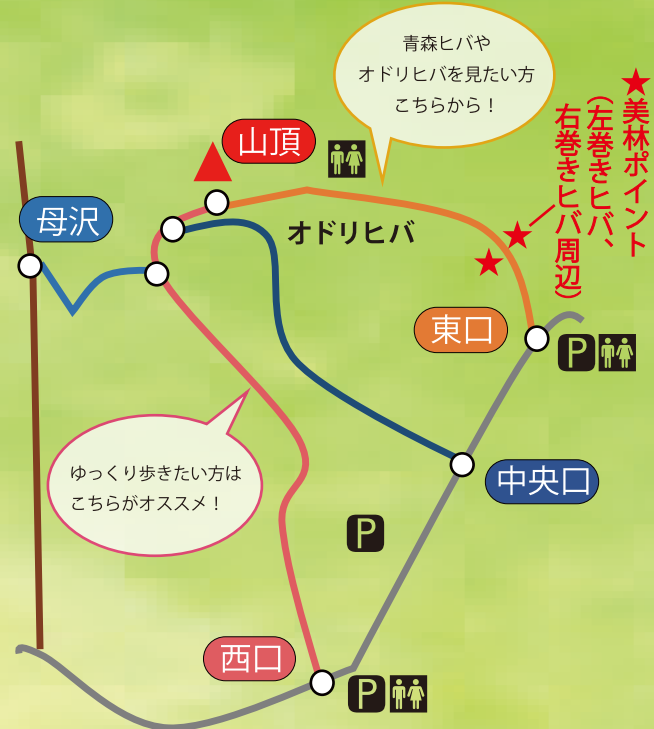 青森ヒバや
オドリヒバを見たい方
こちらから！
★美林ポイント
（左巻きヒバ、
右巻きヒバ周辺）
山頂
母沢
オドリヒバ
東口
P
ゆっくり歩きたい方は
こちらがオススメ！
中央口
P
西口
P